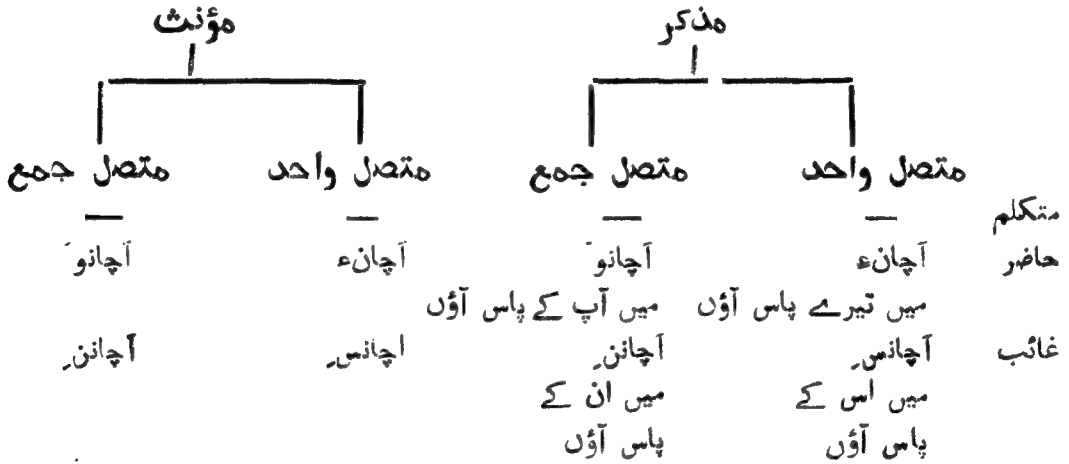 مذکر مؤنث
متصل واحد متصل جمع متصل واحد متصل جمع
متکلم — — — —
حاضر آچانء آچانوَ آچانء آچانوَ
میں تیرے پاس آؤں میں آپ کے پاس آؤں
غائب آچانسِ آچاننِ اچانسِ آچاننِ
میں اس کے میں ان کے
پاس آؤں پاس آؤں